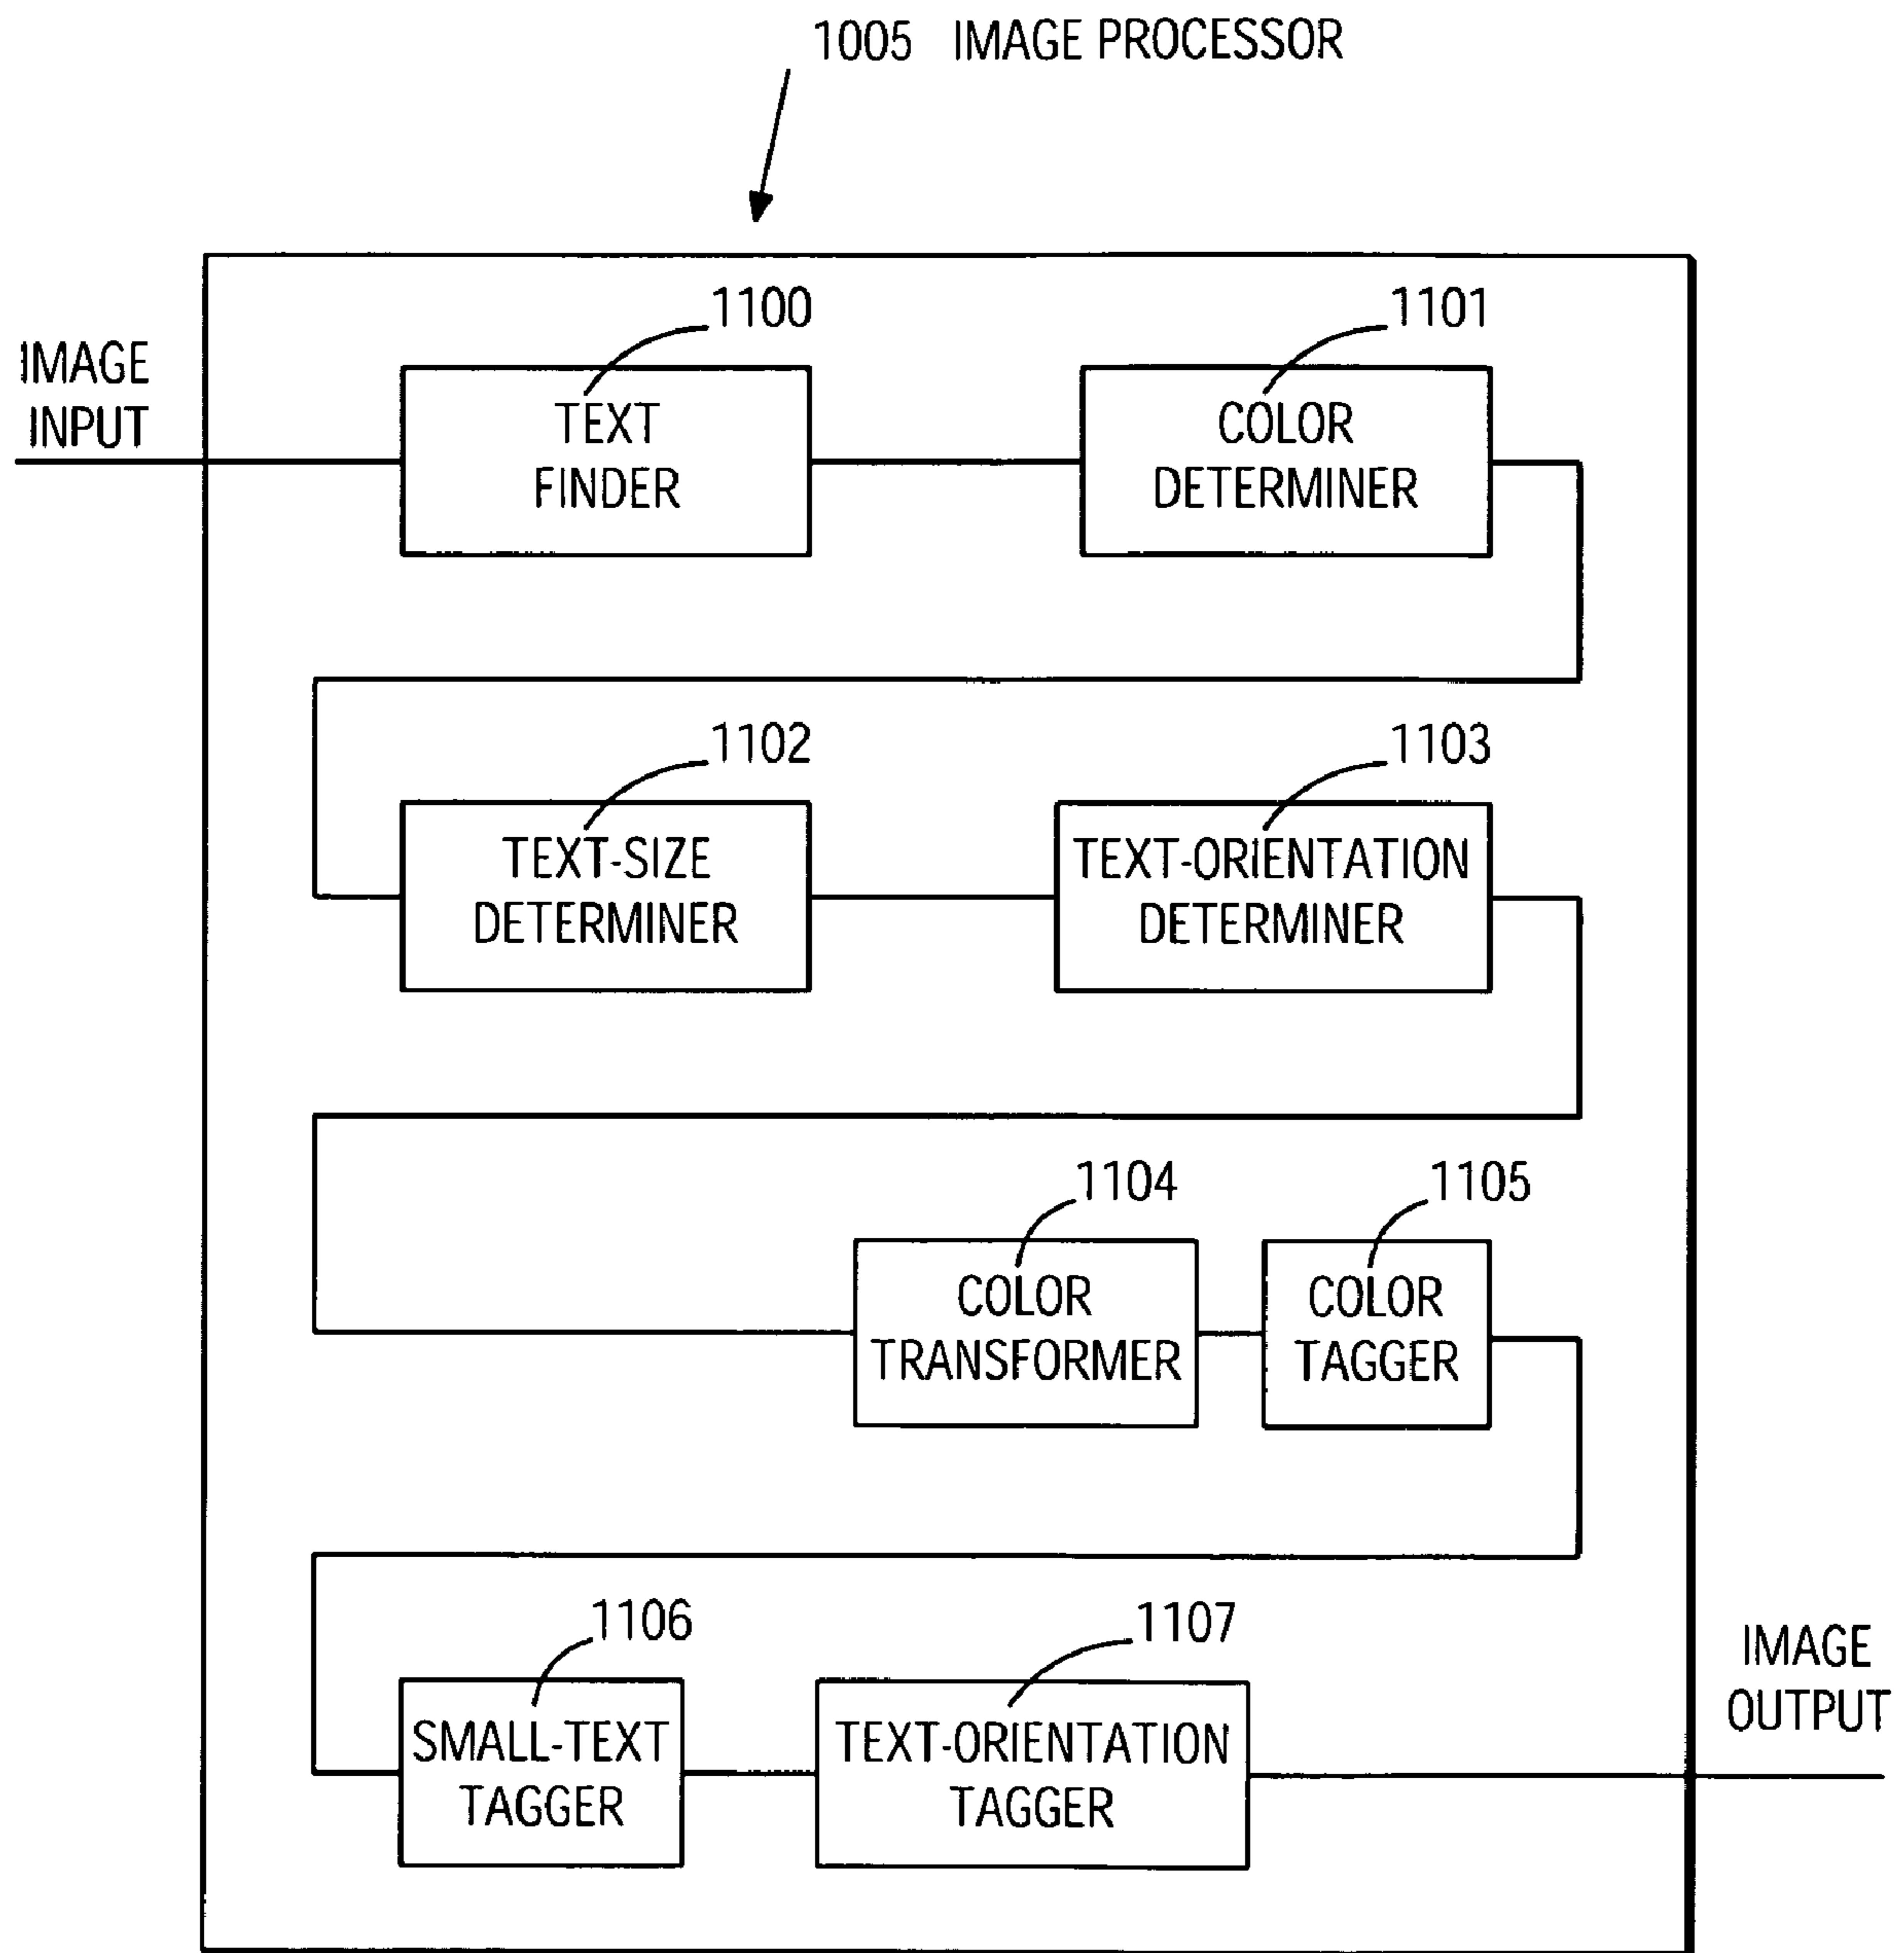 1005 IMAGE PROCESSOR
IMAGE
INPUT
1100
TEXT
FINDER
1101
COLOR
DETERMINER
1102
TEXT-SIZE
DETERMINER
1103
TEXT-ORIENTATION
DETERMINER
1104
COLOR
TRANSFORMER
1105
COLOR
TAGGER
1106
SMALL-TEXT
TAGGER
1107
TEXT-ORIENTATION
TAGGER
IMAGE
OUTPUT